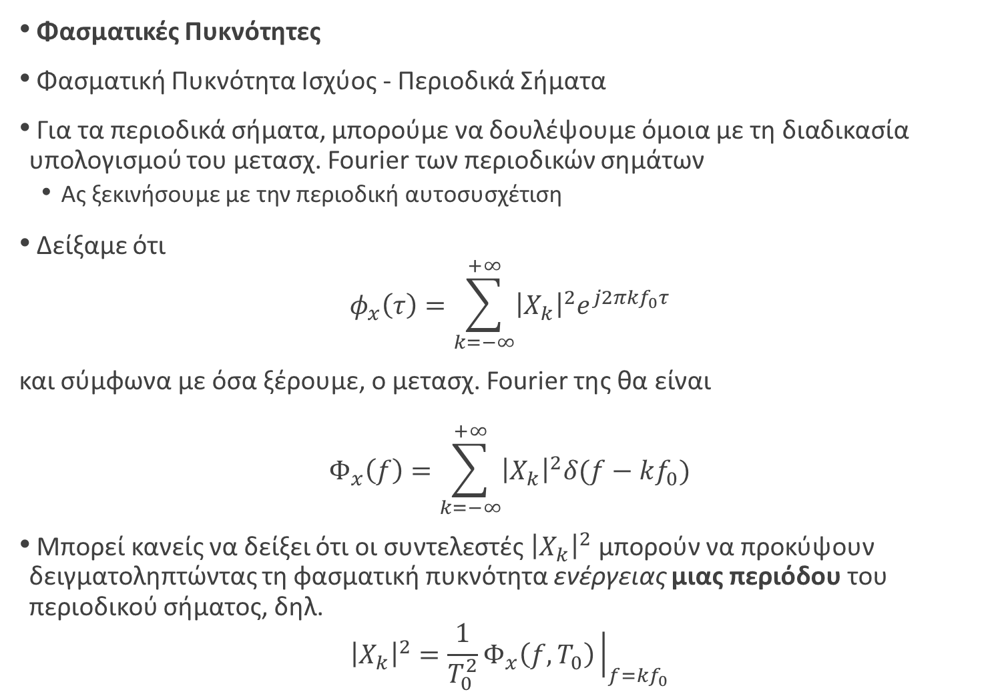 • Φασματικές Πυκνότητες
• Φασματική Πυκνότητα Ισχύος - Περιοδικά Σήματα
• Για τα περιοδικά σήματα, μπορούμε να δουλέψουμε όμοια με τη διαδικασία
υπολογισμού του μετασχ. Fourier των περιοδικών σημάτων
• Ας ξεκινήσουμε με την περιοδική αυτοσυσχέτιση
• Δείξαμε ότι
$\phi_x(\tau) = \sum_{k=-\infty}^{+\infty} |X_k|^2 e^{j2\pi k f_0 \tau}$
και σύμφωνα με όσα ξέρουμε, ο μετασχ. Fourier της θα είναι
$\Phi_x(f) = \sum_{k=-\infty}^{+\infty} |X_k|^2 \delta(f - kf_0)$
• Μπορεί κανείς να δείξει ότι οι συντελεστές $|X_k|^2$ μπορούν να προκύψουν
δειγματοληπτώντας τη φασματική πυκνότητα ενέργειας μιας περιόδου του
περιοδικού σήματος, δηλ.
$|X_k|^2 = \frac{1}{T_0^2} \Phi_x(f, T_0) \Big|_{f=kf_0}$